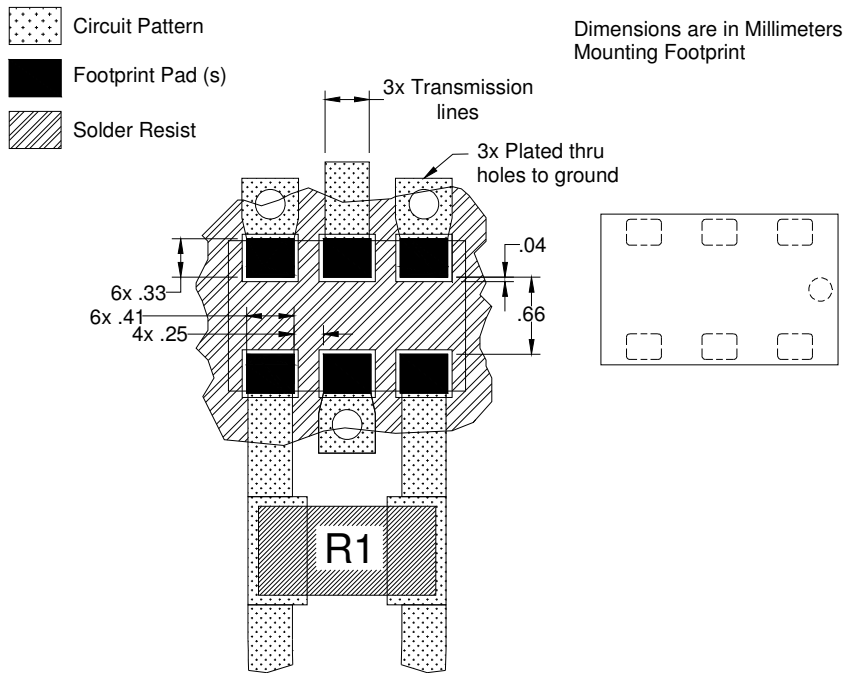 Circuit Pattern
Footprint Pad (s)
Solder Resist
Dimensions are in Millimeters
Mounting Footprint
3x Transmission
lines
3x Plated thru
holes to ground
.04
6x .33
6x .41
.66
4x .25
R1